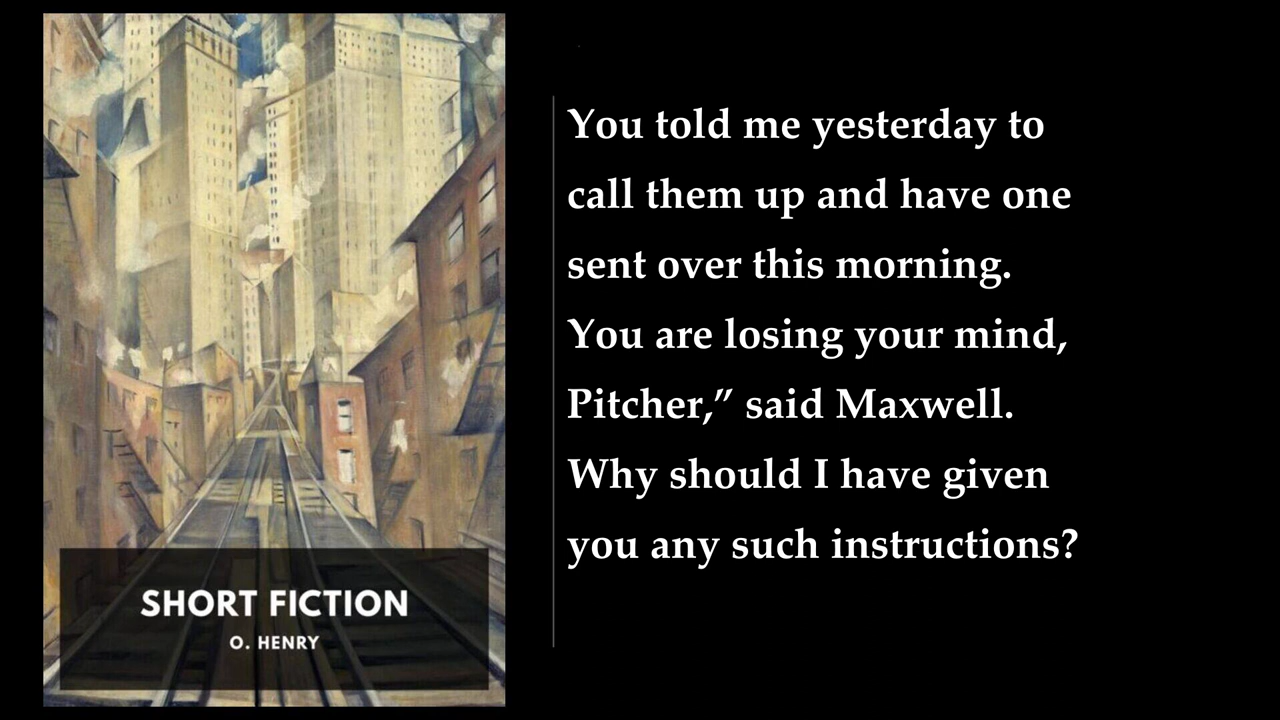 You told me yesterday to
call them up and have one
sent over this morning.
You are losing your mind,
Pitcher,” said Maxwell.
Why should I have given
you any such instructions?
SHORT FICTION
O. HENRY